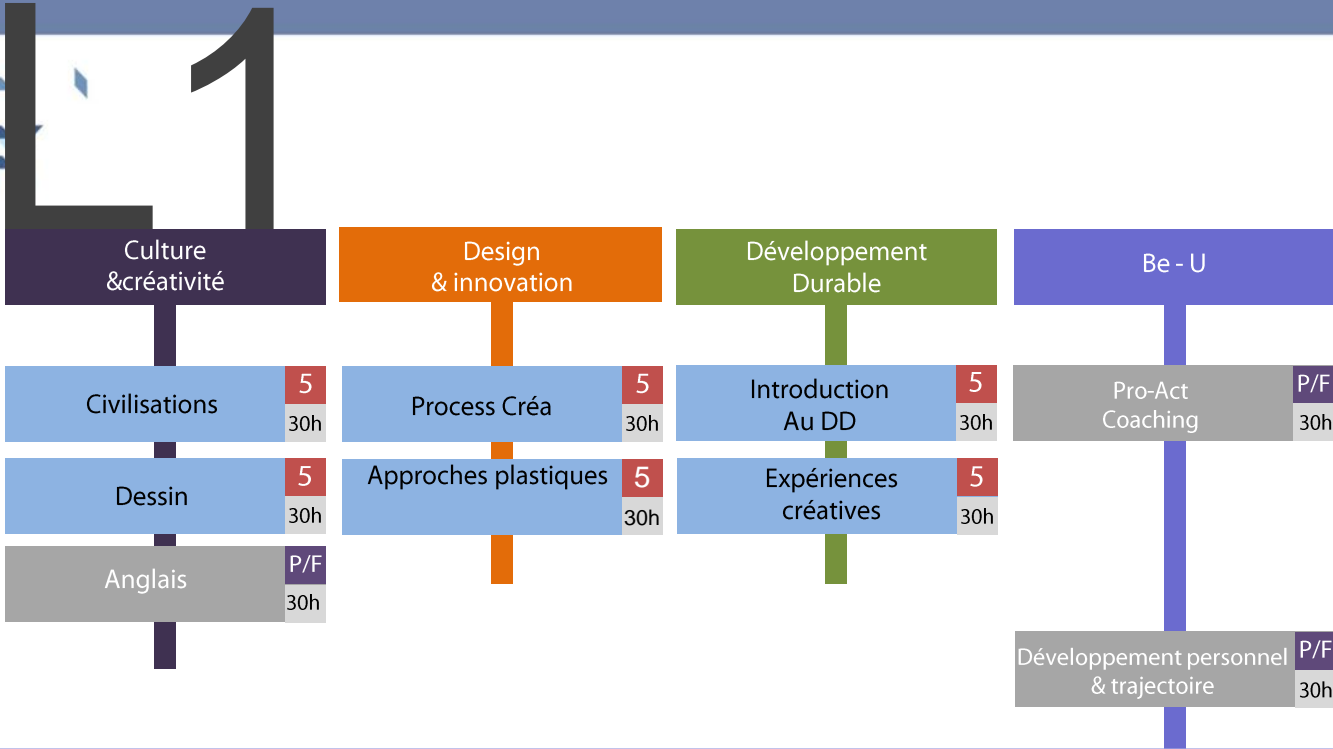 L1
Culture
&créativité
Design
& innovation
Développement
Durable
Be - U
Civilisations
5
30h
Process Créa
5
30h
Introduction
Au DD
5
30h
Pro-Act
Coaching
P/F
30h
Dessin
5
30h
Approches plastiques
5
30h
Expériences
créatives
5
30h
Anglais
P/F
30h
Développement personnel
& trajectoire
P/F
30h